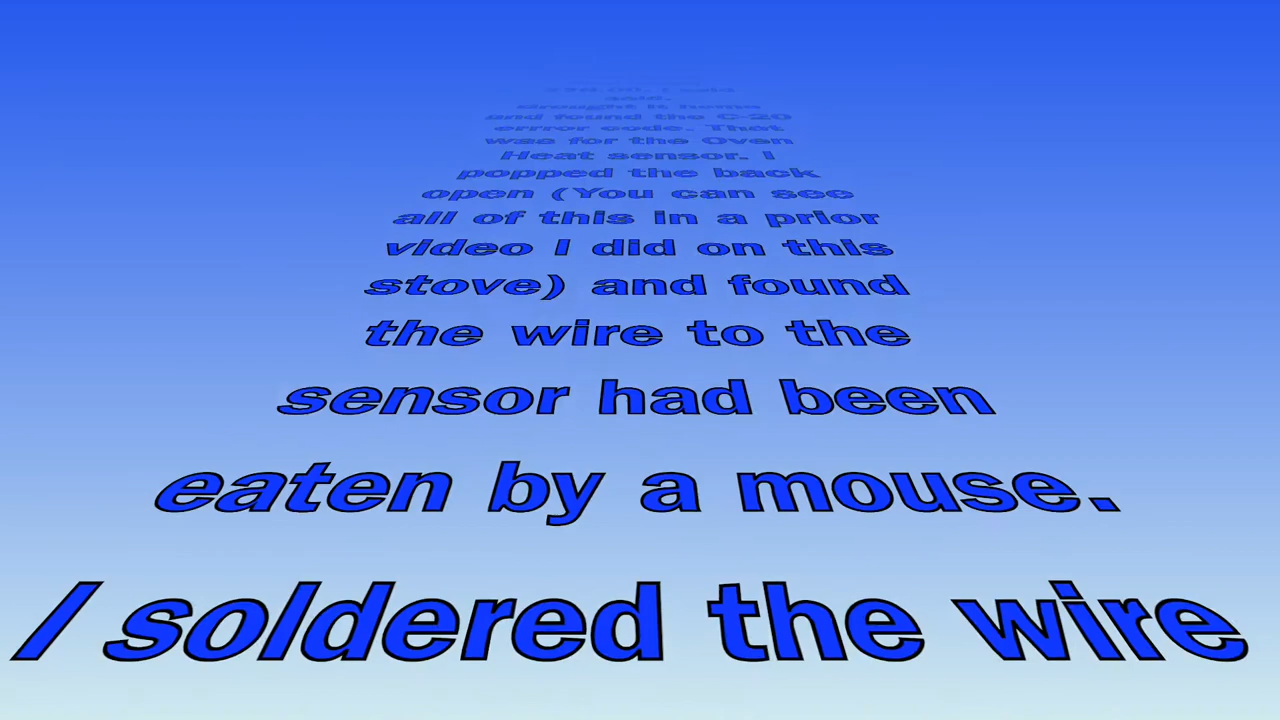 said.
brought it home
and found the C-20
errror code. That
was for the Oven
Heat sensor. I
popped the back
open (You can see
all of this in a prior
video I did on this
stove) and found
the wire to the
sensor had been
eaten by a mouse.
I soldered the wire